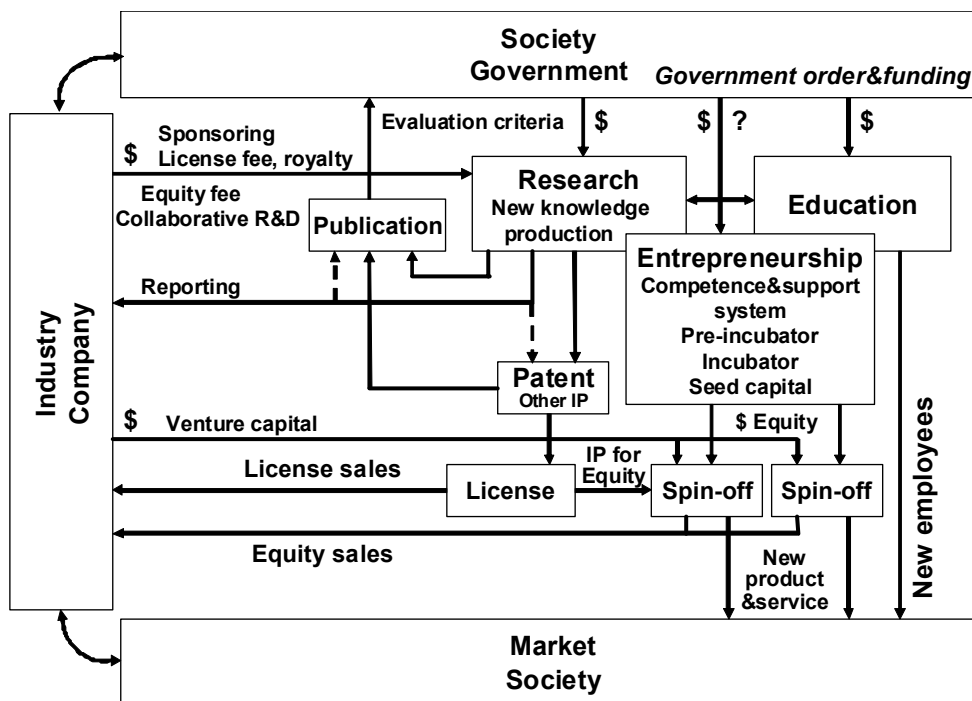 Society
Government
Government order&funding
Evaluation criteria
$
$ ?
$
$
Sponsoring
License fee, royalty
Equity fee
Collaborative R&D
Publication
Research
New knowledge
production
Education
Entrepreneurship
Competence&support
system
Pre-incubator
Incubator
Seed capital
Reporting
Industry
Company
Patent
Other IP
$ Venture capital
$ Equity
License sales
License
IP for
Equity
Spin-off
Spin-off
New employees
Equity sales
New
product
&service
Market
Society